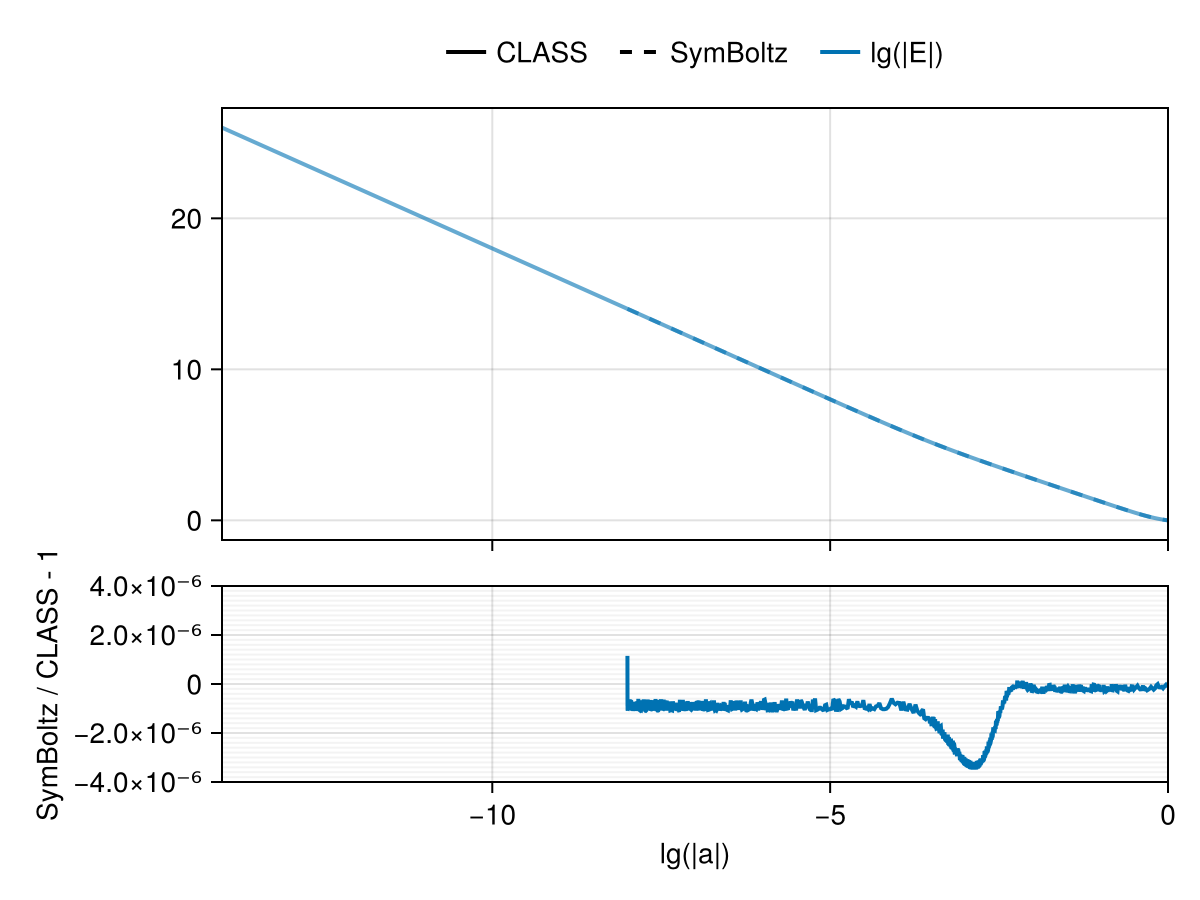 CLASS SymBoltz lg(|E|)
20
10
0
SymBoltz / CLASS - 1
4.0×10⁻⁶
2.0×10⁻⁶
0
−2.0×10⁻⁶
−4.0×10⁻⁶
−10 −5 0
lg(|a|)